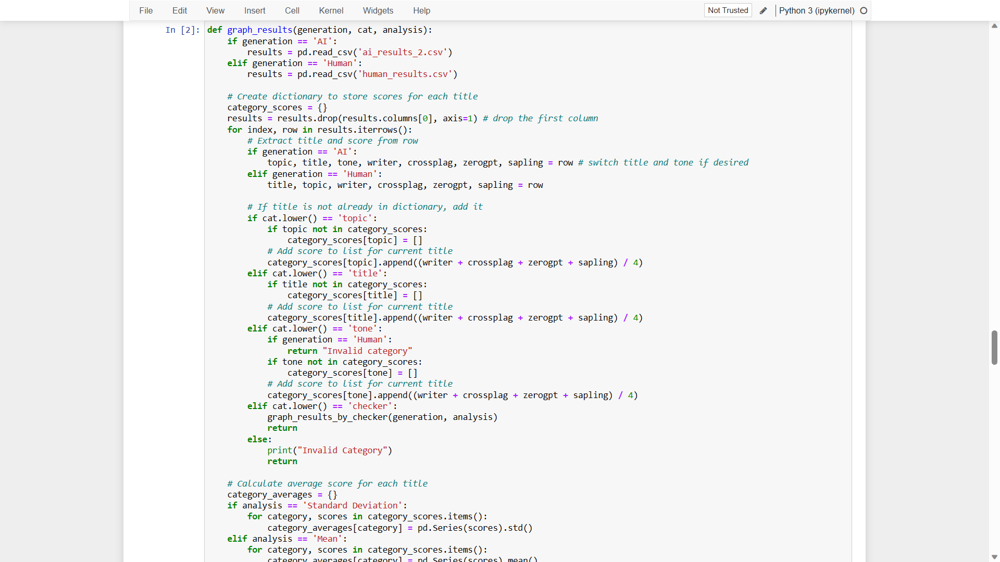 File Edit View Insert Cell Kernel Widgets Help Not Trusted Python 3 (ipykernel)
In [2]: def graph_results(generation, cat, analysis):
    if generation == 'AI':
        results = pd.read_csv('ai_results_2.csv')
    elif generation == 'Human':
        results = pd.read_csv('human_results.csv')

    # Create dictionary to store scores for each title
    category_scores = {}
    results = results.drop(results.columns[0], axis=1) # drop the first column
    for index, row in results.iterrows():
        # Extract title and score from row
        if generation == 'AI':
            topic, title, tone, writer, crossplag, zerogpt, sapling = row # switch title and tone if desired
        elif generation == 'Human':
            title, topic, writer, crossplag, zerogpt, sapling = row

        # If title is not already in dictionary, add it
        if cat.lower() == 'topic':
            if topic not in category_scores:
                category_scores[topic] = []
            # Add score to list for current title
            category_scores[topic].append((writer + crossplag + zerogpt + sapling) / 4)
        elif cat.lower() == 'title':
            if title not in category_scores:
                category_scores[title] = []
            # Add score to list for current title
            category_scores[title].append((writer + crossplag + zerogpt + sapling) / 4)
        elif cat.lower() == 'tone':
            if generation == 'Human':
                return "Invalid category"
            if tone not in category_scores:
                category_scores[tone] = []
            # Add score to list for current title
            category_scores[tone].append((writer + crossplag + zerogpt + sapling) / 4)
        elif cat.lower() == 'checker':
            graph_results_by_checker(generation, analysis)
            return
        else:
            print("Invalid Category")
            return

    # Calculate average score for each title
    category_averages = {}
    if analysis == 'Standard Deviation':
        for category, scores in category_scores.items():
            category_averages[category] = pd.Series(scores).std()
    elif analysis == 'Mean':
        for category, scores in category_scores.items():
            category_averages[category] = pd.Series(scores).mean()